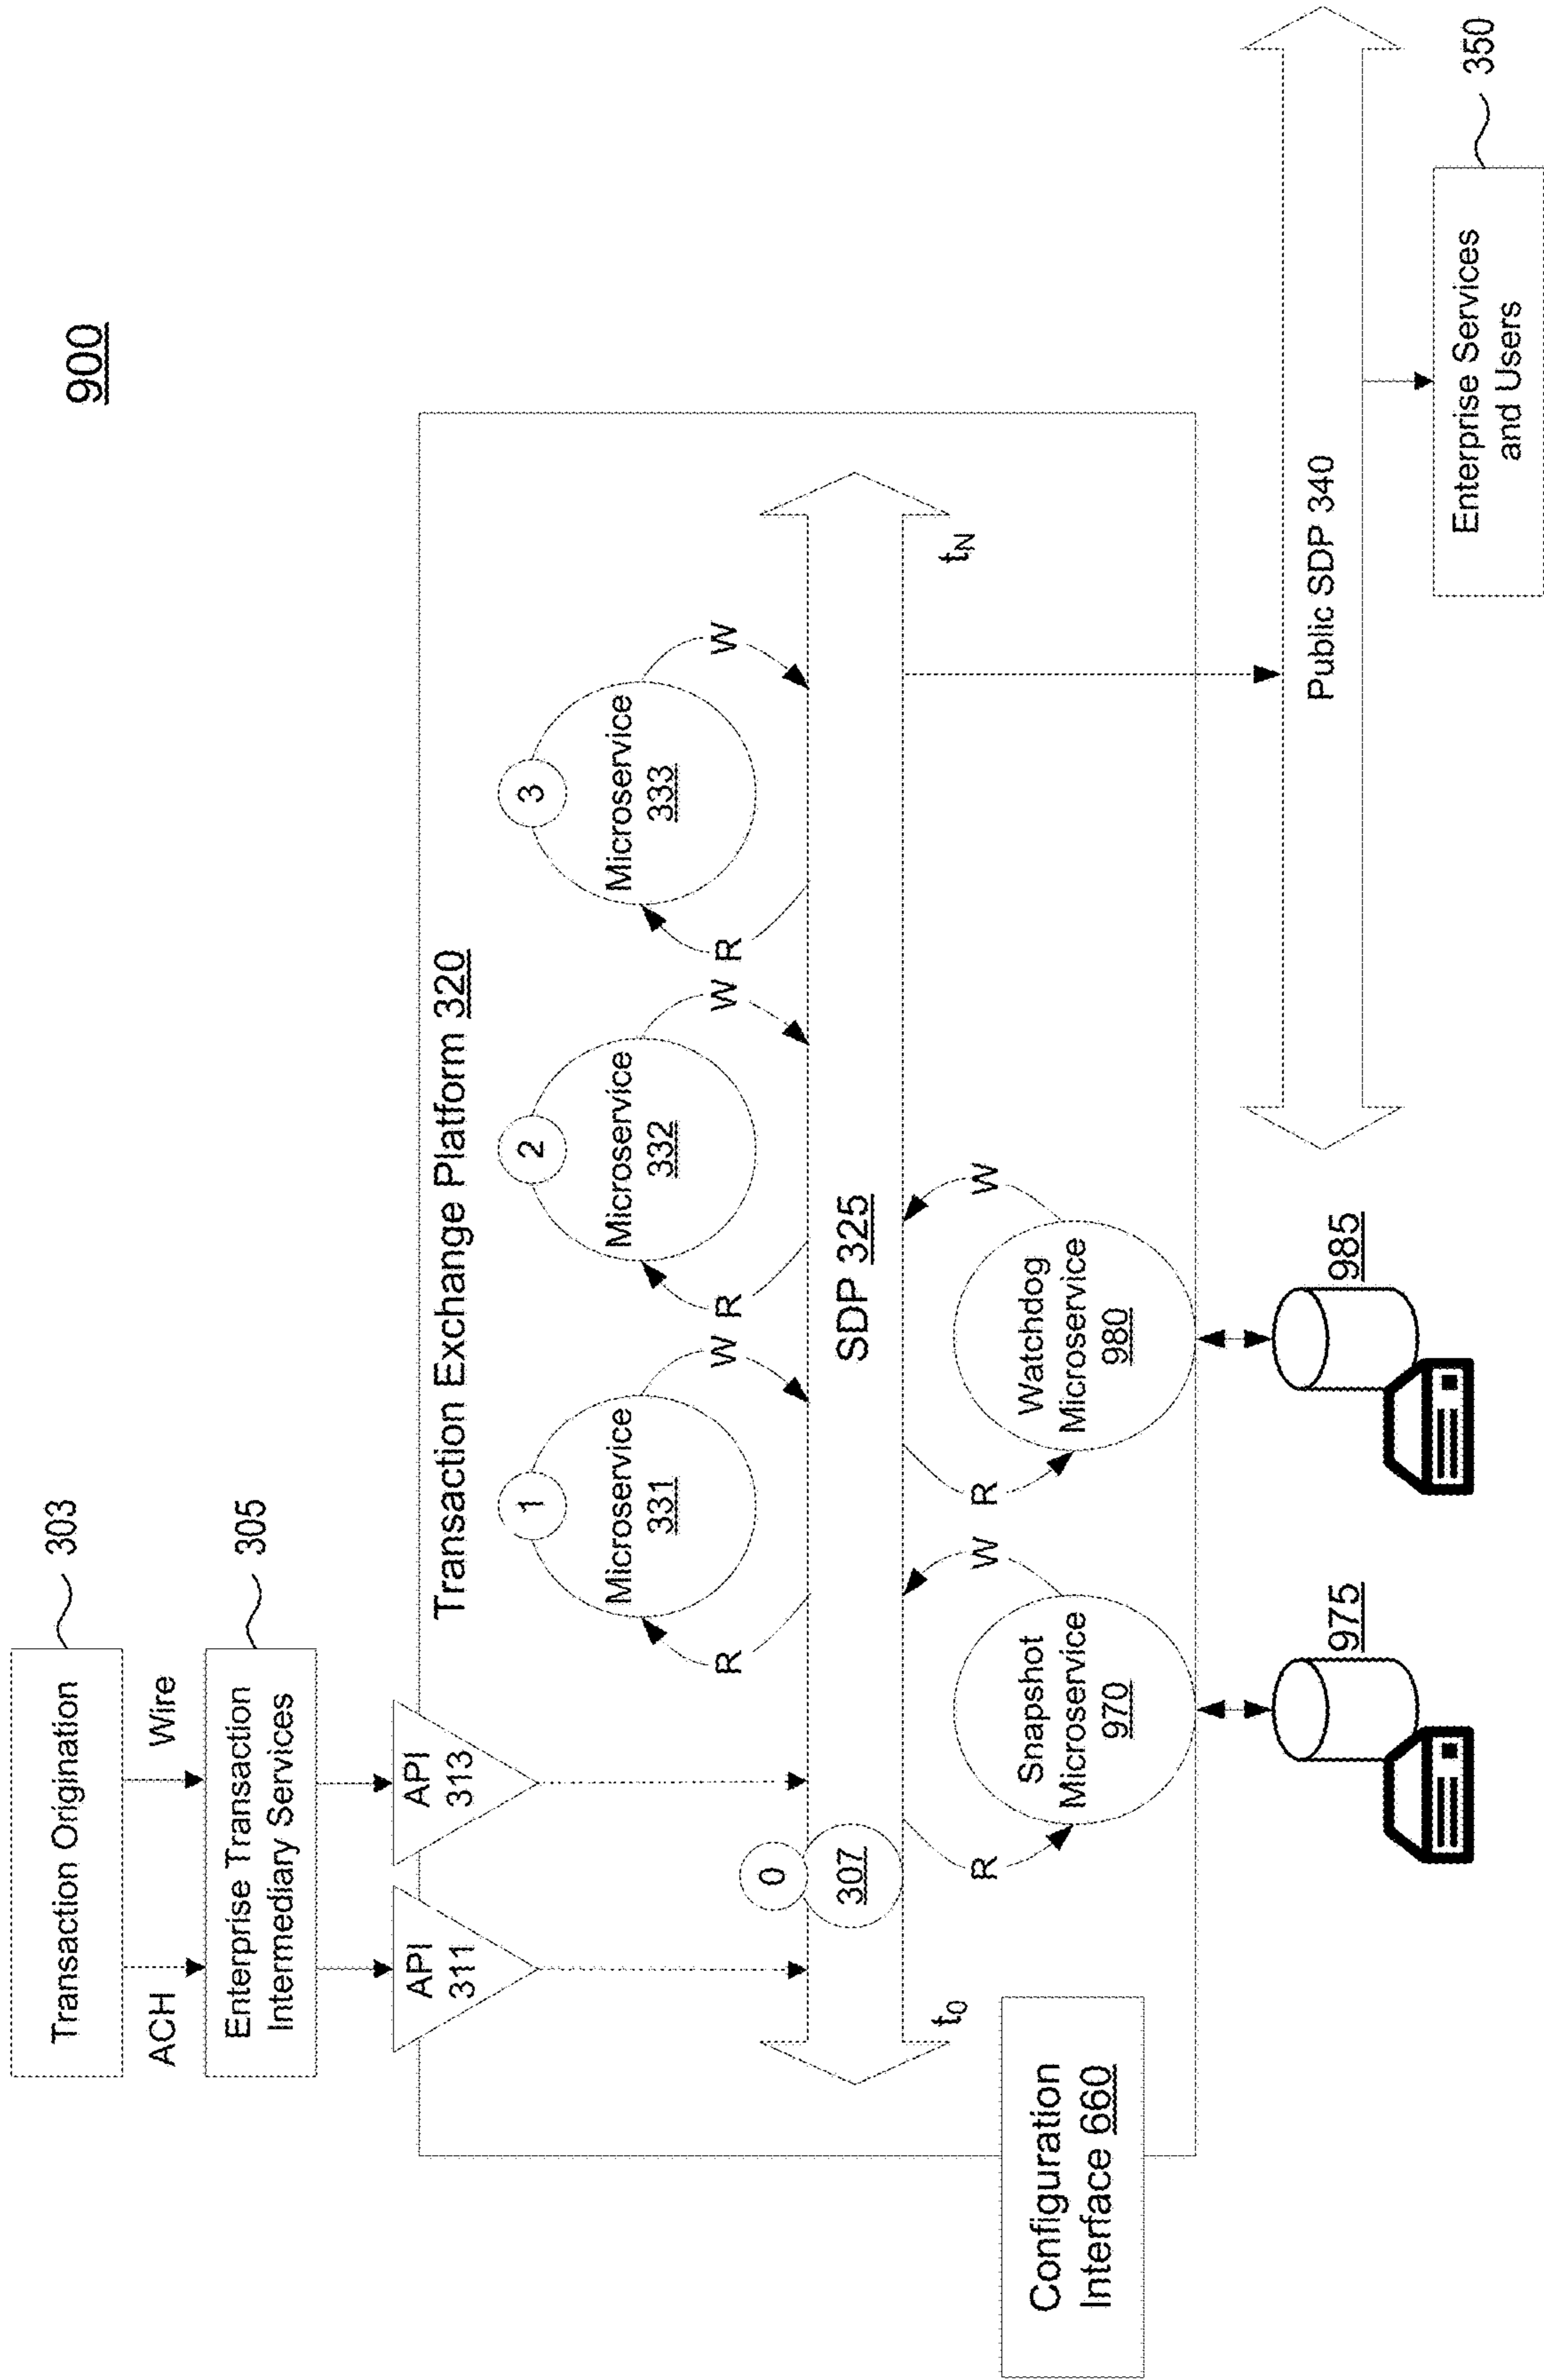 900
Transaction Origination
303
ACH
Wire
Enterprise Transaction
Intermediary Services
305
API
311
API
313
Transaction Exchange Platform 320
1
Microservice
331
R
W
2
Microservice
332
R
W
3
Microservice
333
R
W
0
307
SDP 325
t0
tN
R
W
Snapshot
Microservice
970
R
W
Watchdog
Microservice
980
Configuration
Interface 660
975
985
Public SDP 340
Enterprise Services
and Users
350